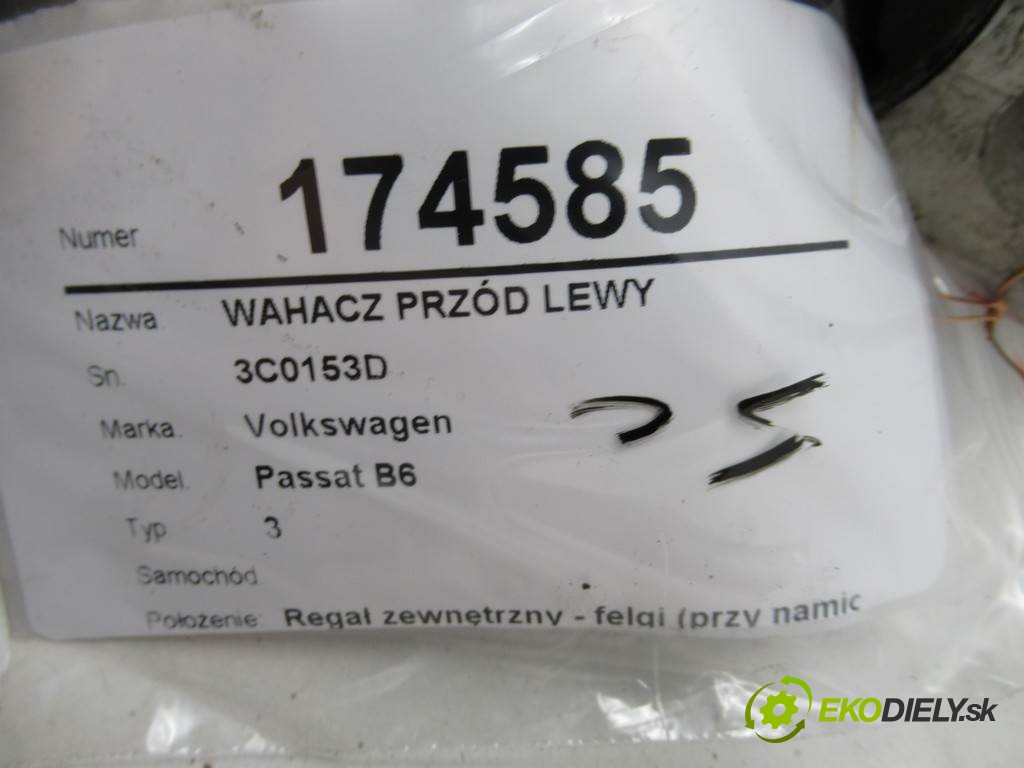 Numer 174585
Nazwa WAHACZ PRZÓD LEWY
Sn. 3C0153D
Marka. Volkswagen
Model. Passat B6
Typ 3
Samochód
Położenie: Regał zewnętrzny - felgi (przy namic
EKODIELY.sk